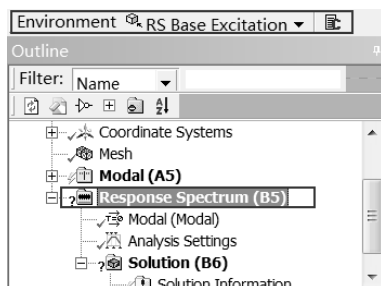 Environment RS Base Excitation
Outline
Filter: Name
Coordinate Systems
Mesh
Modal (A5)
Response Spectrum (B5)
Modal (Modal)
Analysis Settings
Solution (B6)
Solution Information